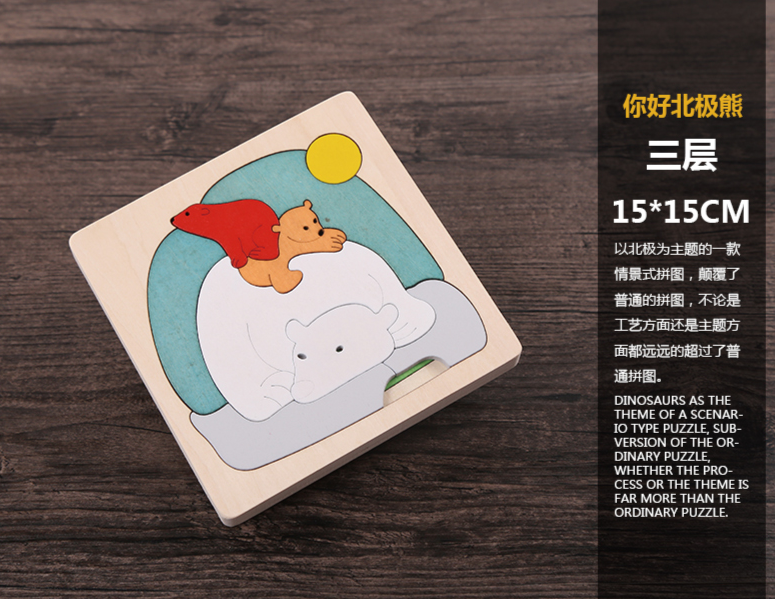 你好北极熊
三层
15*15CM
以北极为主题的一款
情景式拼图，颠覆了
普通的拼图，不论是
工艺方面还是主题方
面都远远的超过了普
通拼图。
DINOSAURS AS THE
THEME OF A SCENAR-
IO TYPE PUZZLE, SUB-
VERSION OF THE OR-
DINARY PUZZLE,
WHETHER THE PRO-
CESS OR THE THEME IS
FAR MORE THAN THE
ORDINARY PUZZLE.